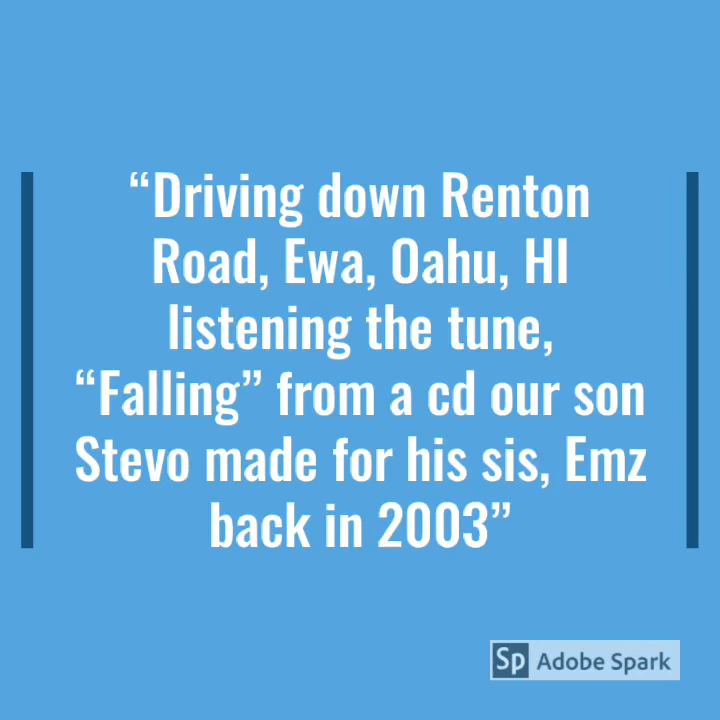 “Driving down Renton
Road, Ewa, Oahu, HI
listening the tune,
“Falling” from a cd our son
Stevo made for his sis, Emz
back in 2003”
Sp Adobe Spark